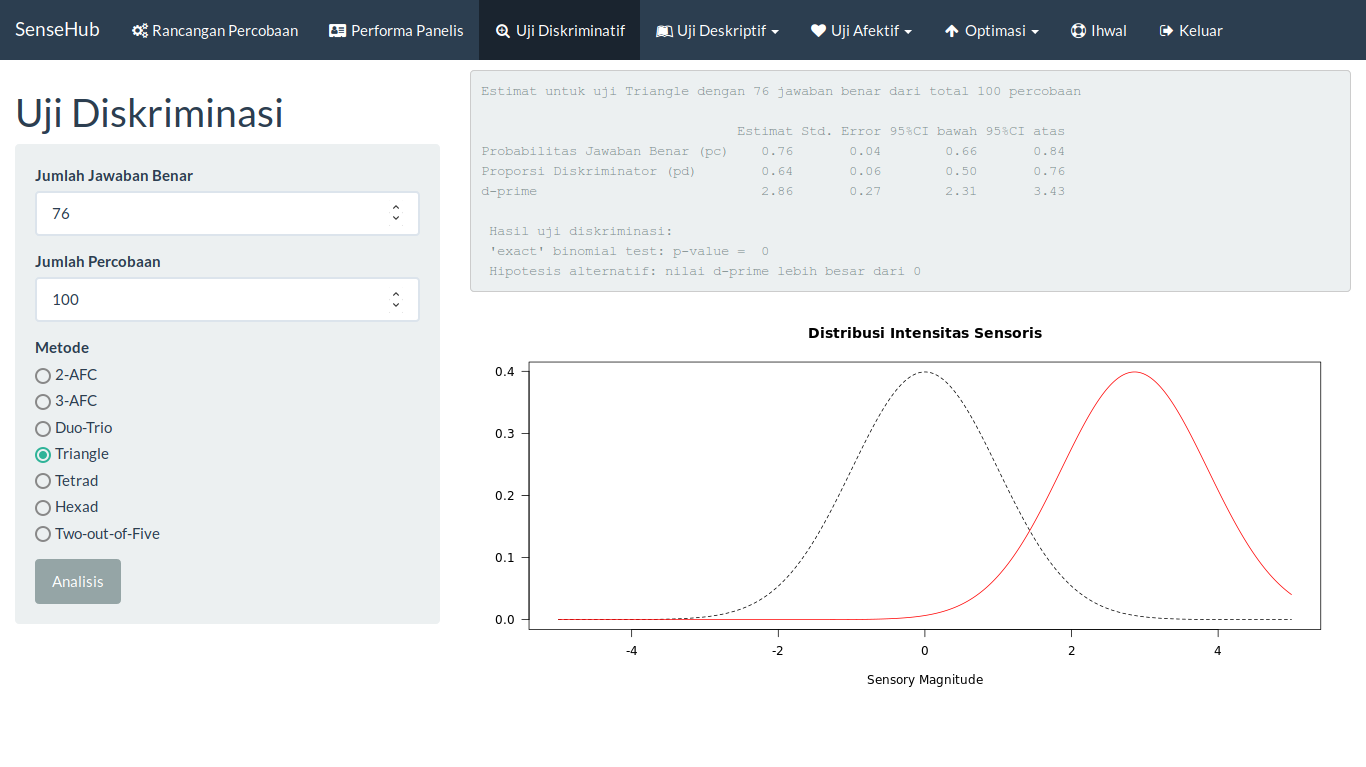 SenseHub Rancangan Percobaan Performa Panelis Uji Diskriminatif Uji Deskriptif Uji Afektif Optimasi Ihwal Keluar
Uji Diskriminasi
Jumlah Jawaban Benar
76
Jumlah Percobaan
100
Metode
2-AFC
3-AFC
Duo-Trio
Triangle
Tetrad
Hexad
Two-out-of-Five
Analisis
Estimat untuk uji Triangle dengan 76 jawaban benar dari total 100 percobaan
Estimat Std. Error 95%CI bawah 95%CI atas
Probabilitas Jawaban Benar (pc) 0.76 0.04 0.66 0.84
Proporsi Diskriminator (pd) 0.64 0.06 0.50 0.76
d-prime 2.86 0.27 2.31 3.43
Hasil uji diskriminasi:
'exact' binomial test: p-value = 0
Hipotesis alternatif: nilai d-prime lebih besar dari 0
Distribusi Intensitas Sensoris
0.4
0.3
0.2
0.1
0.0
-4 -2 0 2 4
Sensory Magnitude